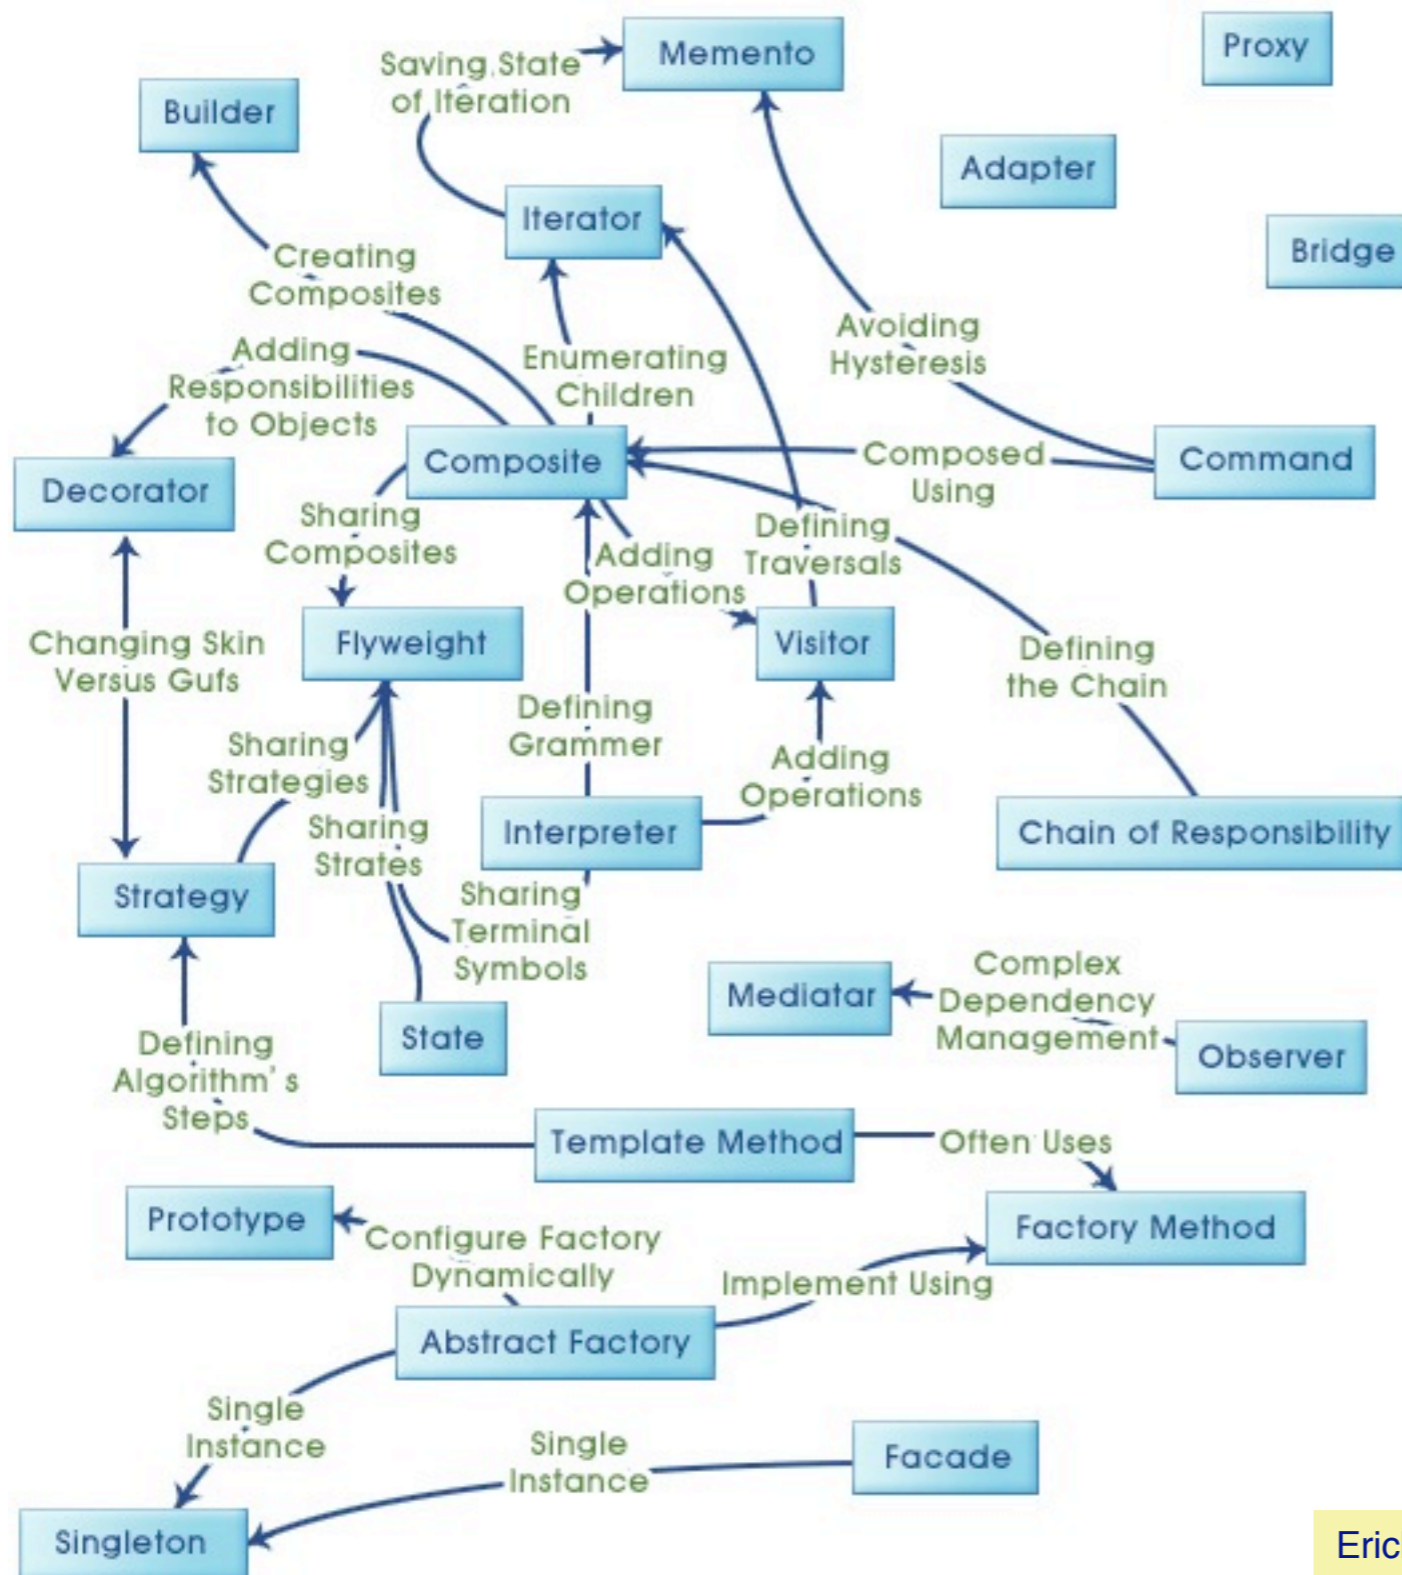 Memento
Proxy
Saving State
of Iteration
Builder
Adapter
Iterator
Bridge
Creating
Composites
Avoiding
Hysteresis
Adding
Responsibilities
to Objects
Enumerating
Children
Composite
Composed
Using
Command
Decorator
Sharing
Composites
Adding
Operations
Defining
Traversals
Changing Skin
Versus Gufs
Flyweight
Visitor
Defining
the Chain
Defining
Grammer
Sharing
Strategies
Adding
Operations
Sharing
Strates
Interpreter
Chain of Responsibility
Strategy
Sharing
Terminal
Symbols
Mediatar
Complex
Dependency
Management
State
Observer
Defining
Algorithm's
Steps
Template Method
Often Uses
Prototype
Factory Method
Configure Factory
Dynamically
Implement Using
Abstract Factory
Single
Instance
Single
Instance
Facade
Singleton
Eric